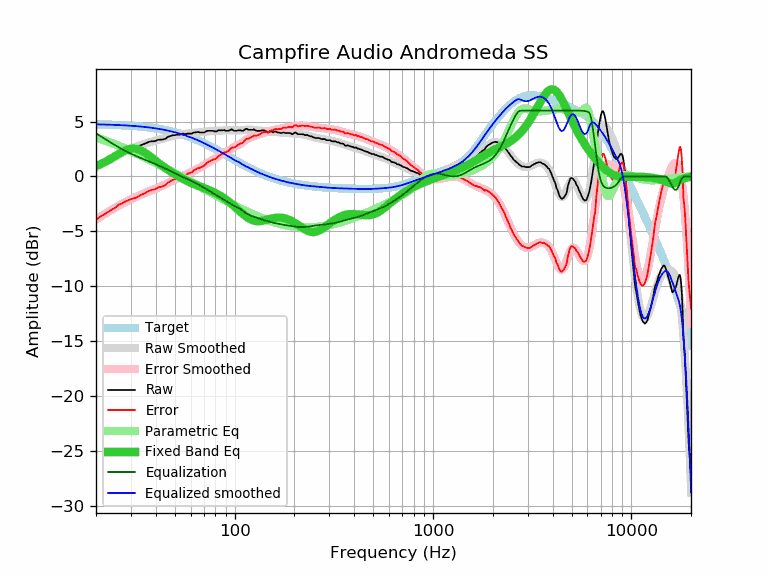 Campfire Audio Andromeda SS
Amplitude (dBr)
5
0
−5
−10
−15
−20
−25
−30
Target
Raw Smoothed
Error Smoothed
Raw
Error
Parametric Eq
Fixed Band Eq
Equalization
Equalized smoothed
100 1000 10000
Frequency (Hz)